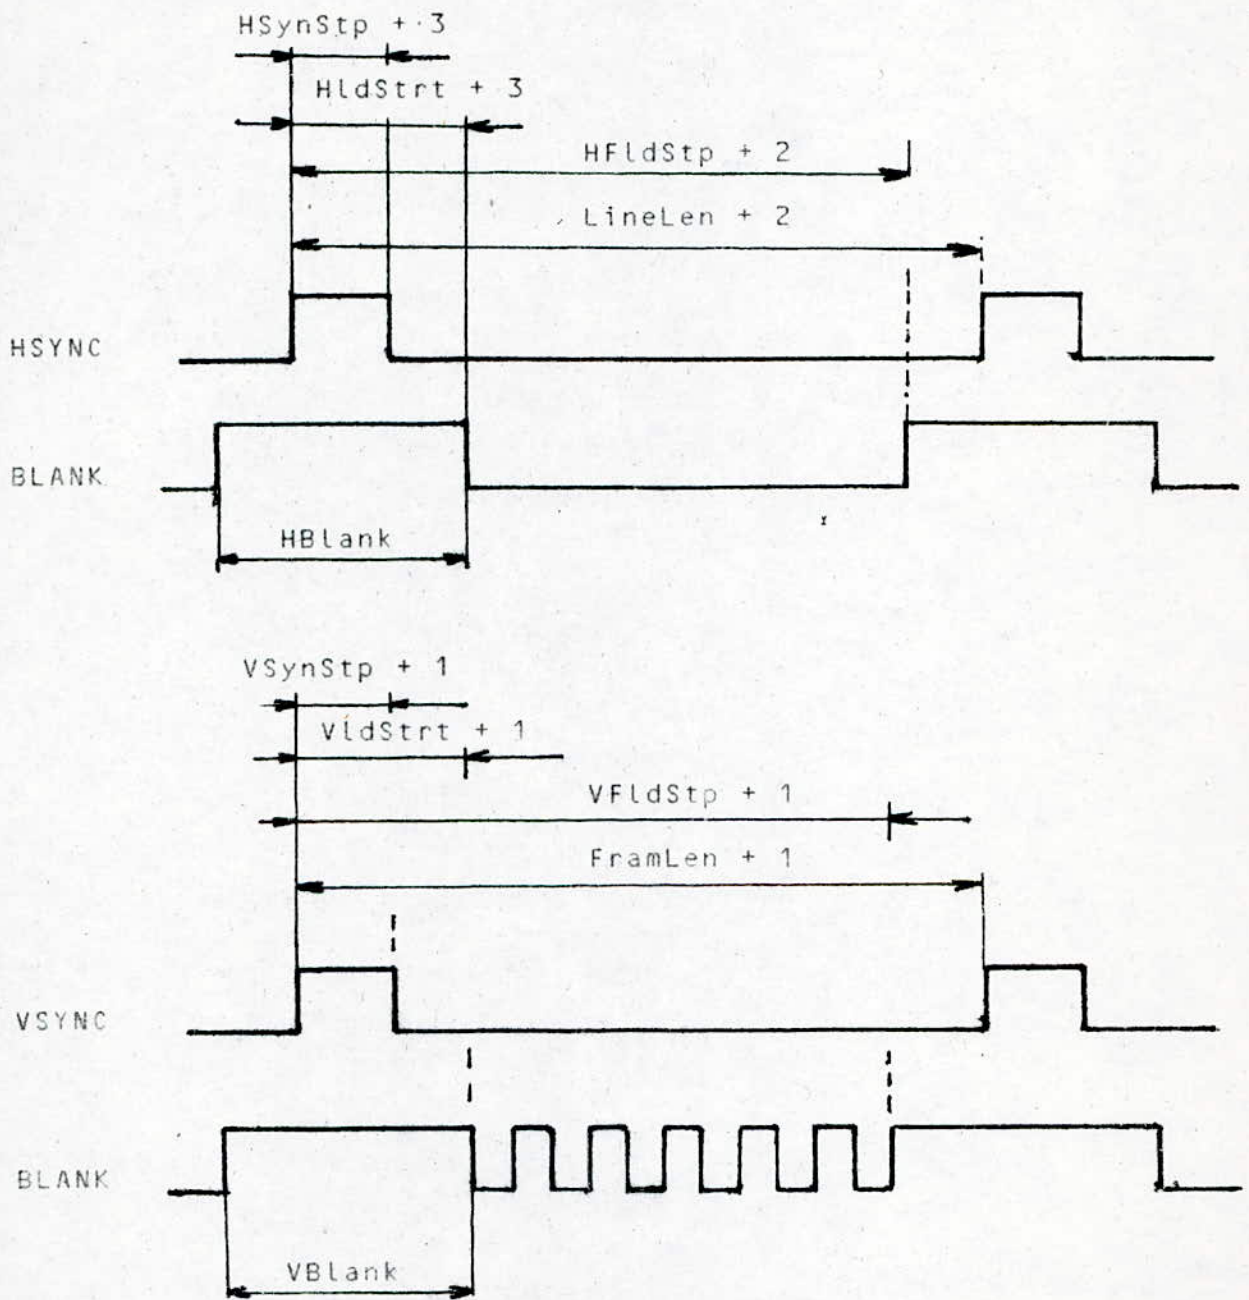 HSynStp + 3
HldStrt + 3
HFldStp + 2
LineLen + 2
HSYNC
BLANK
HBlank
VSynStp + 1
VldStrt + 1
VFldStp + 1
FramLen + 1
VSYNC
BLANK
VBlank